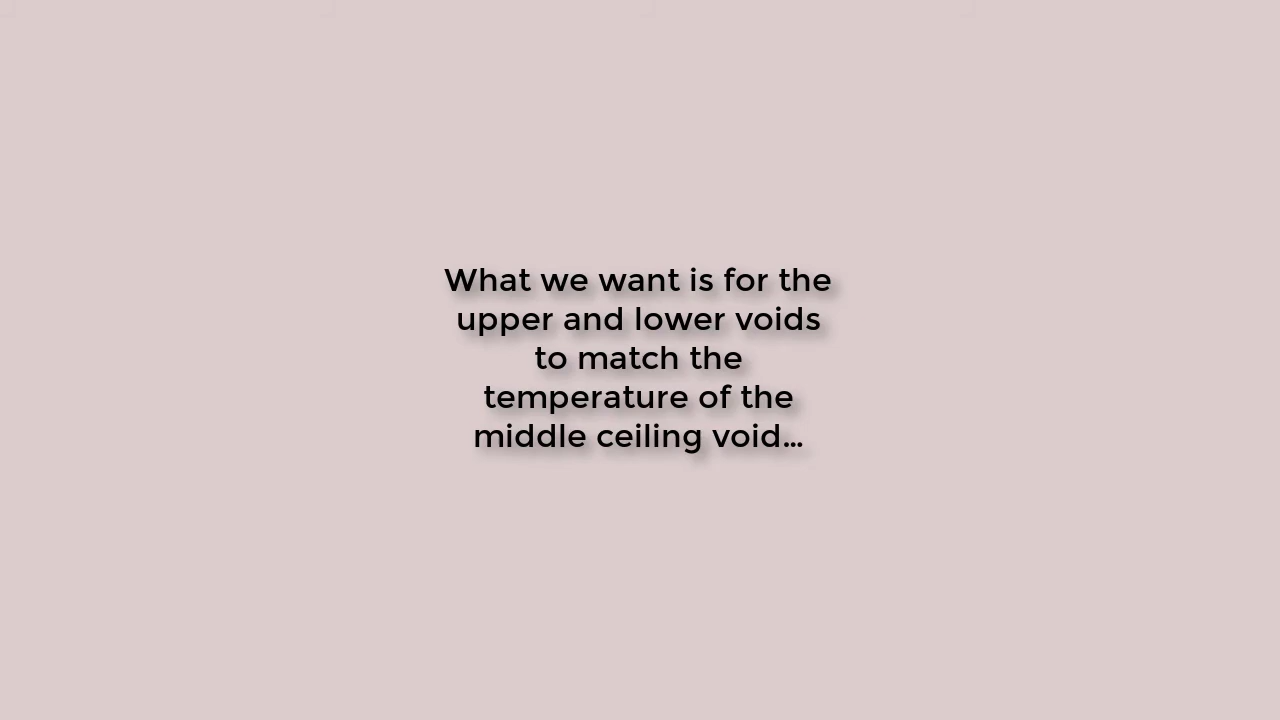 What we want is for the
upper and lower voids
to match the
temperature of the
middle ceiling void...